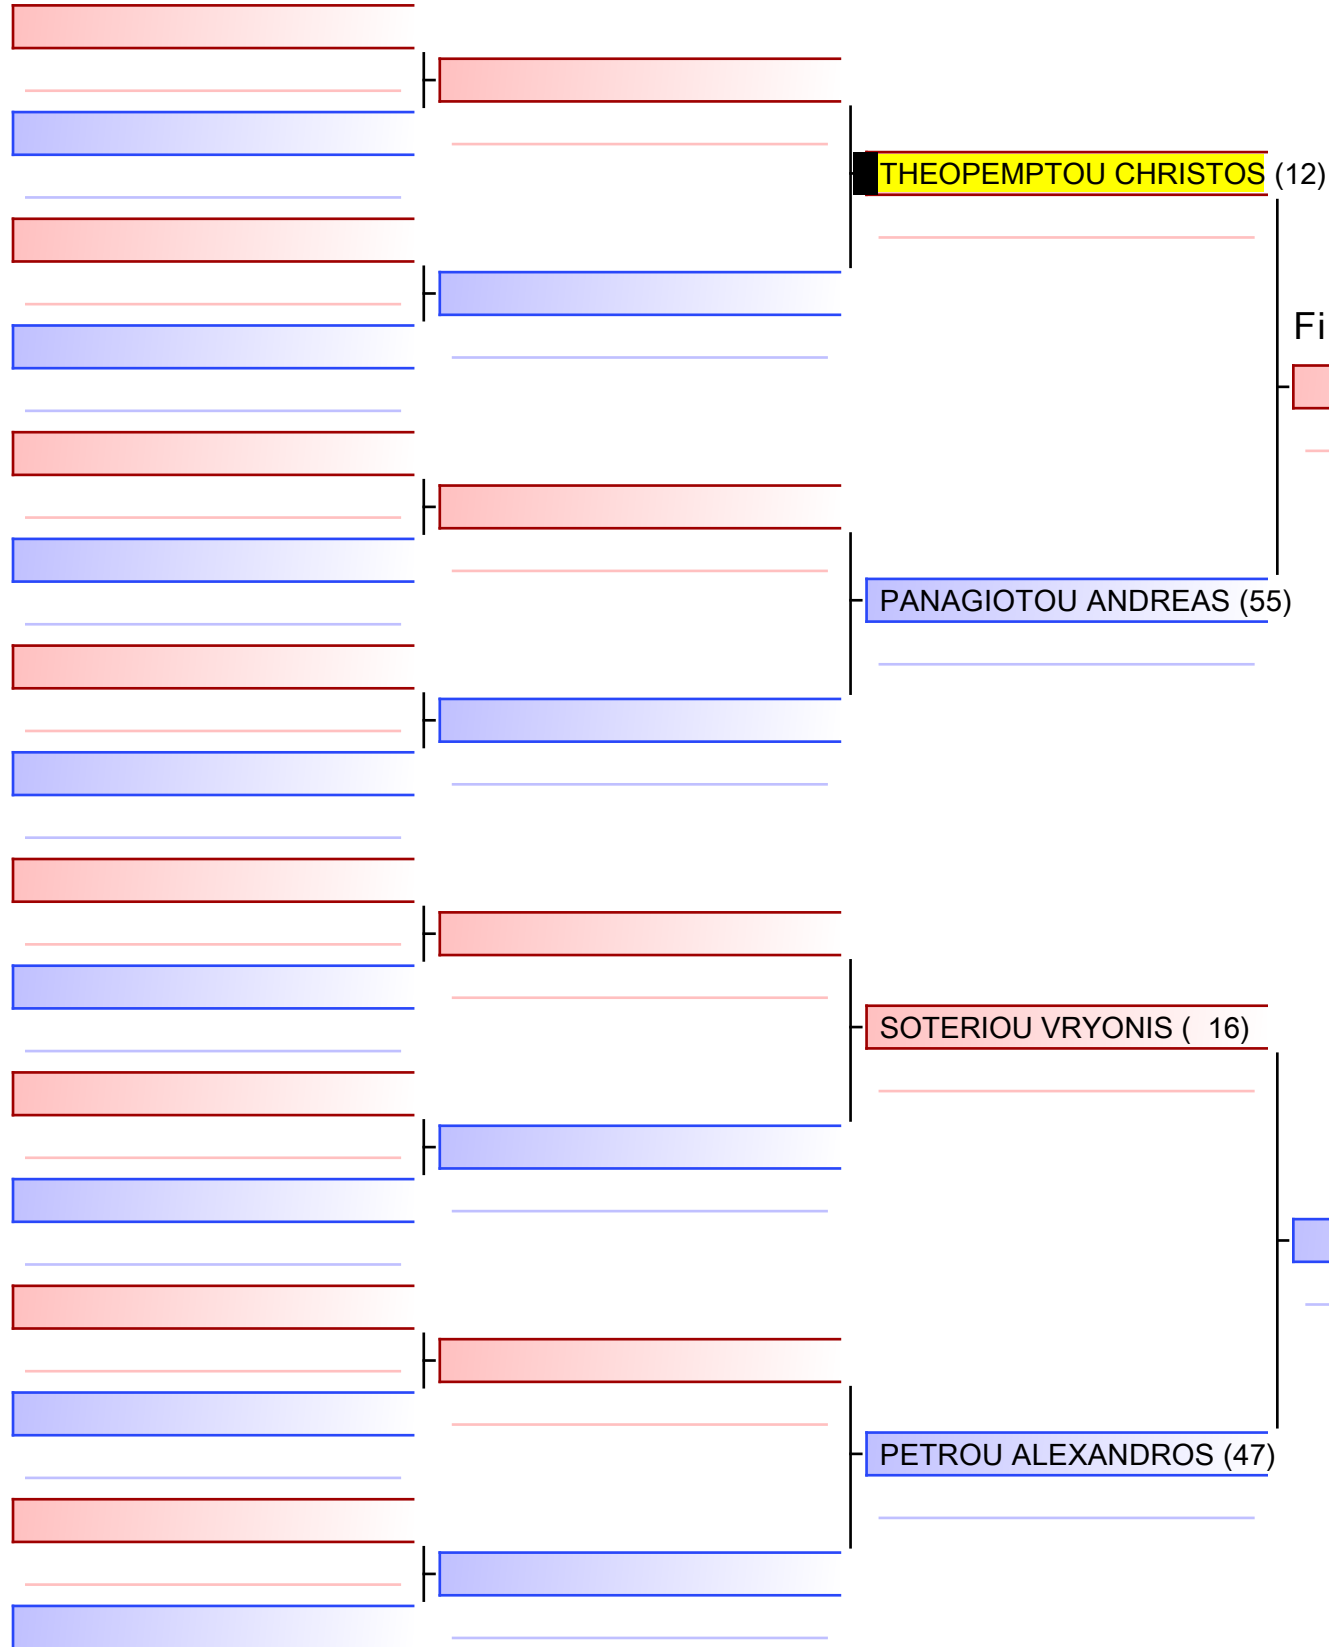 THEOPEMPTOU CHRISTOS (12)
Fi
PANAGIOTOU ANDREAS (55)
SOTERIOU VRYONIS ( 16)
PETROU ALEXANDROS (47)